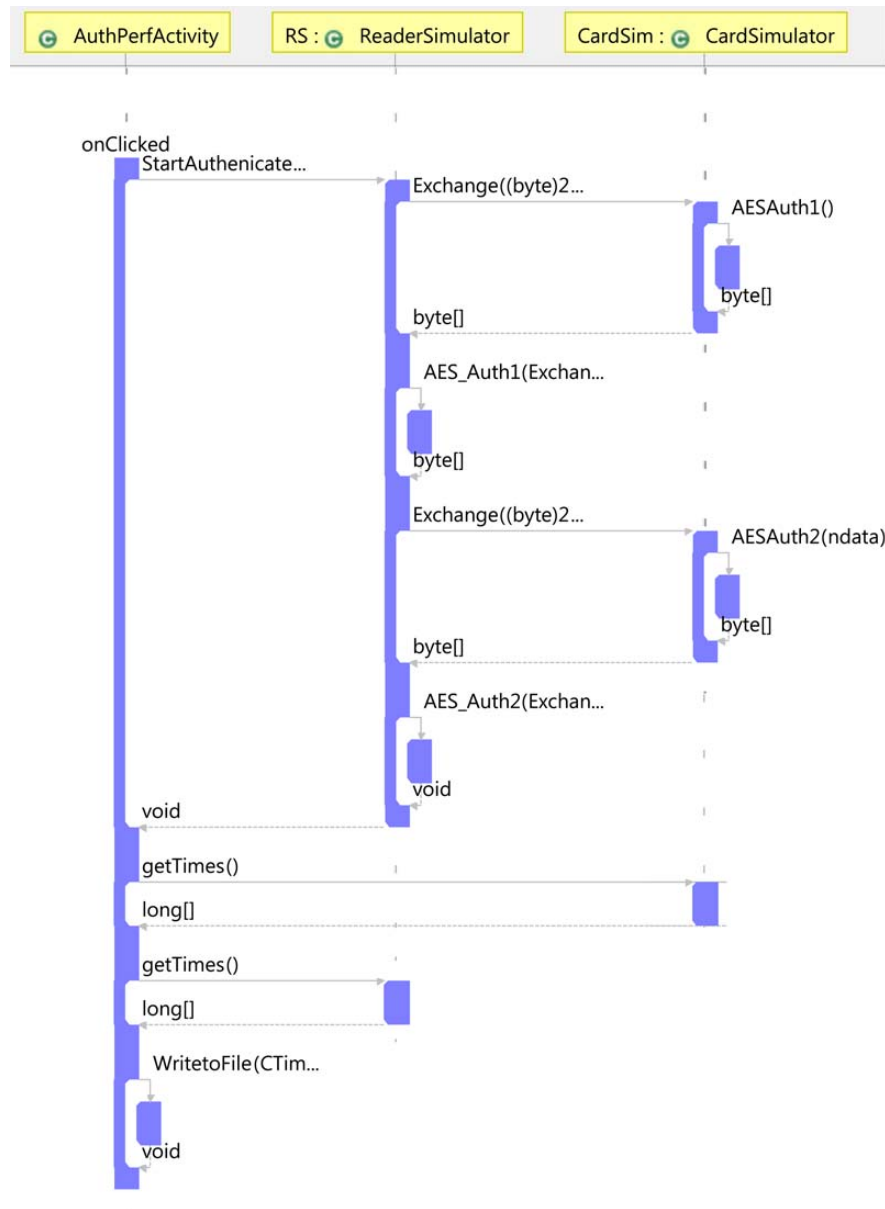 AuthPerfActivity
RS : C ReaderSimulator
CardSim : C CardSimulator
onClicked
StartAuthenicate...
Exchange((byte)2...
AESAuth1()
byte[]
byte[]
AES_Auth1(Exchan...
byte[]
Exchange((byte)2...
AESAuth2(ndata)
byte[]
byte[]
AES_Auth2(Exchan...
void
void
getTimes()
long[]
getTimes()
long[]
WritetoFile(CTim...
void